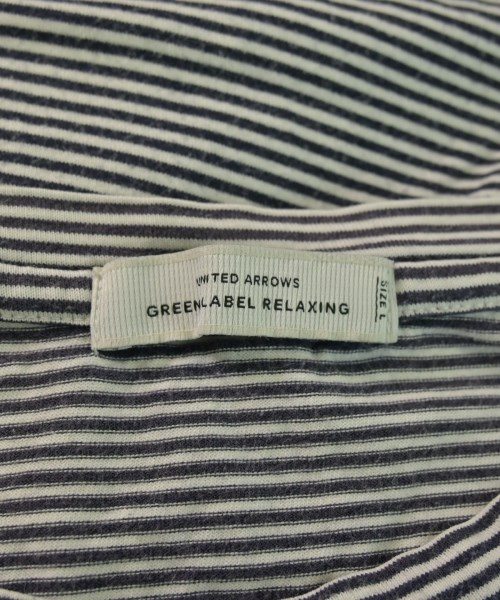 UNITED ARROWS
GREEN LABEL RELAXING
SIZE L